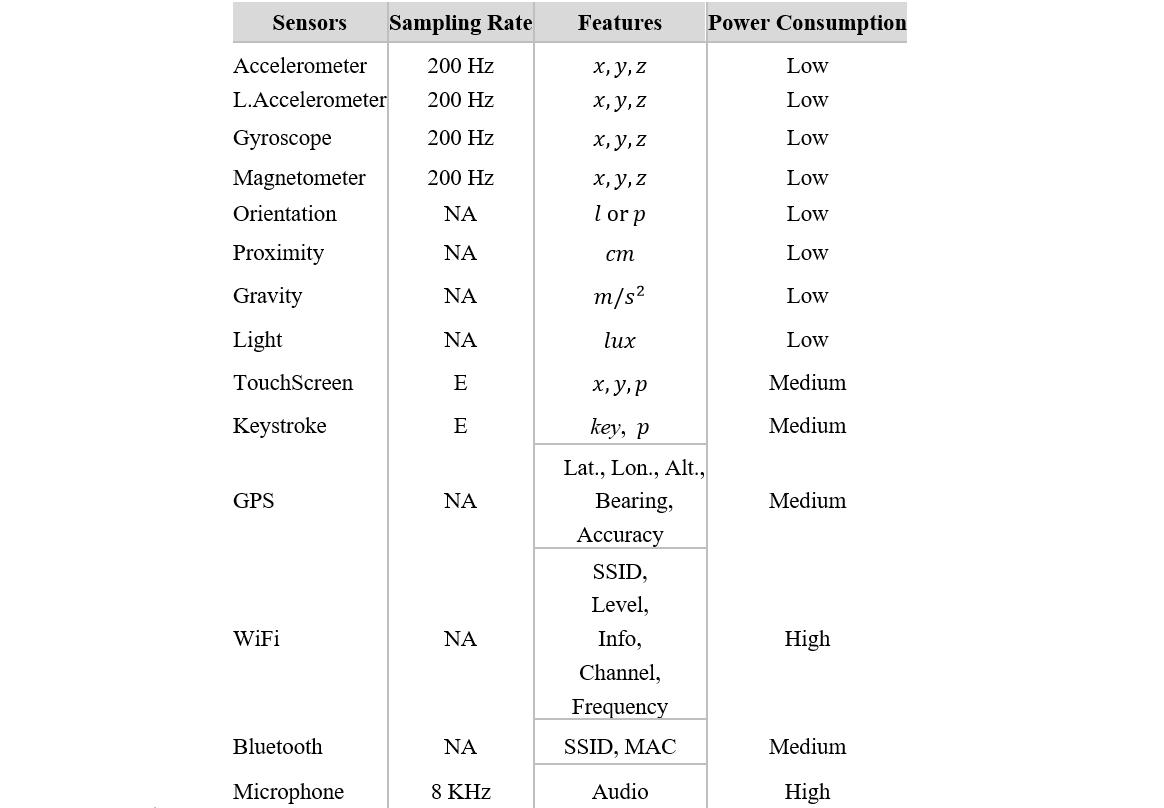 Sensors Sampling Rate Features Power Consumption
Accelerometer 200 Hz x, y, z Low
L.Accelerometer 200 Hz x, y, z Low
Gyroscope 200 Hz x, y, z Low
Magnetometer 200 Hz x, y, z Low
Orientation NA l or p Low
Proximity NA cm Low
Gravity NA m/s² Low
Light NA lux Low
TouchScreen E x, y, p Medium
Keystroke E key, p Medium
Lat., Lon., Alt.,
GPS NA Bearing, Medium
Accuracy
SSID,
Level,
WiFi NA Info, High
Channel,
Frequency
Bluetooth NA SSID, MAC Medium
Microphone 8 KHz Audio High